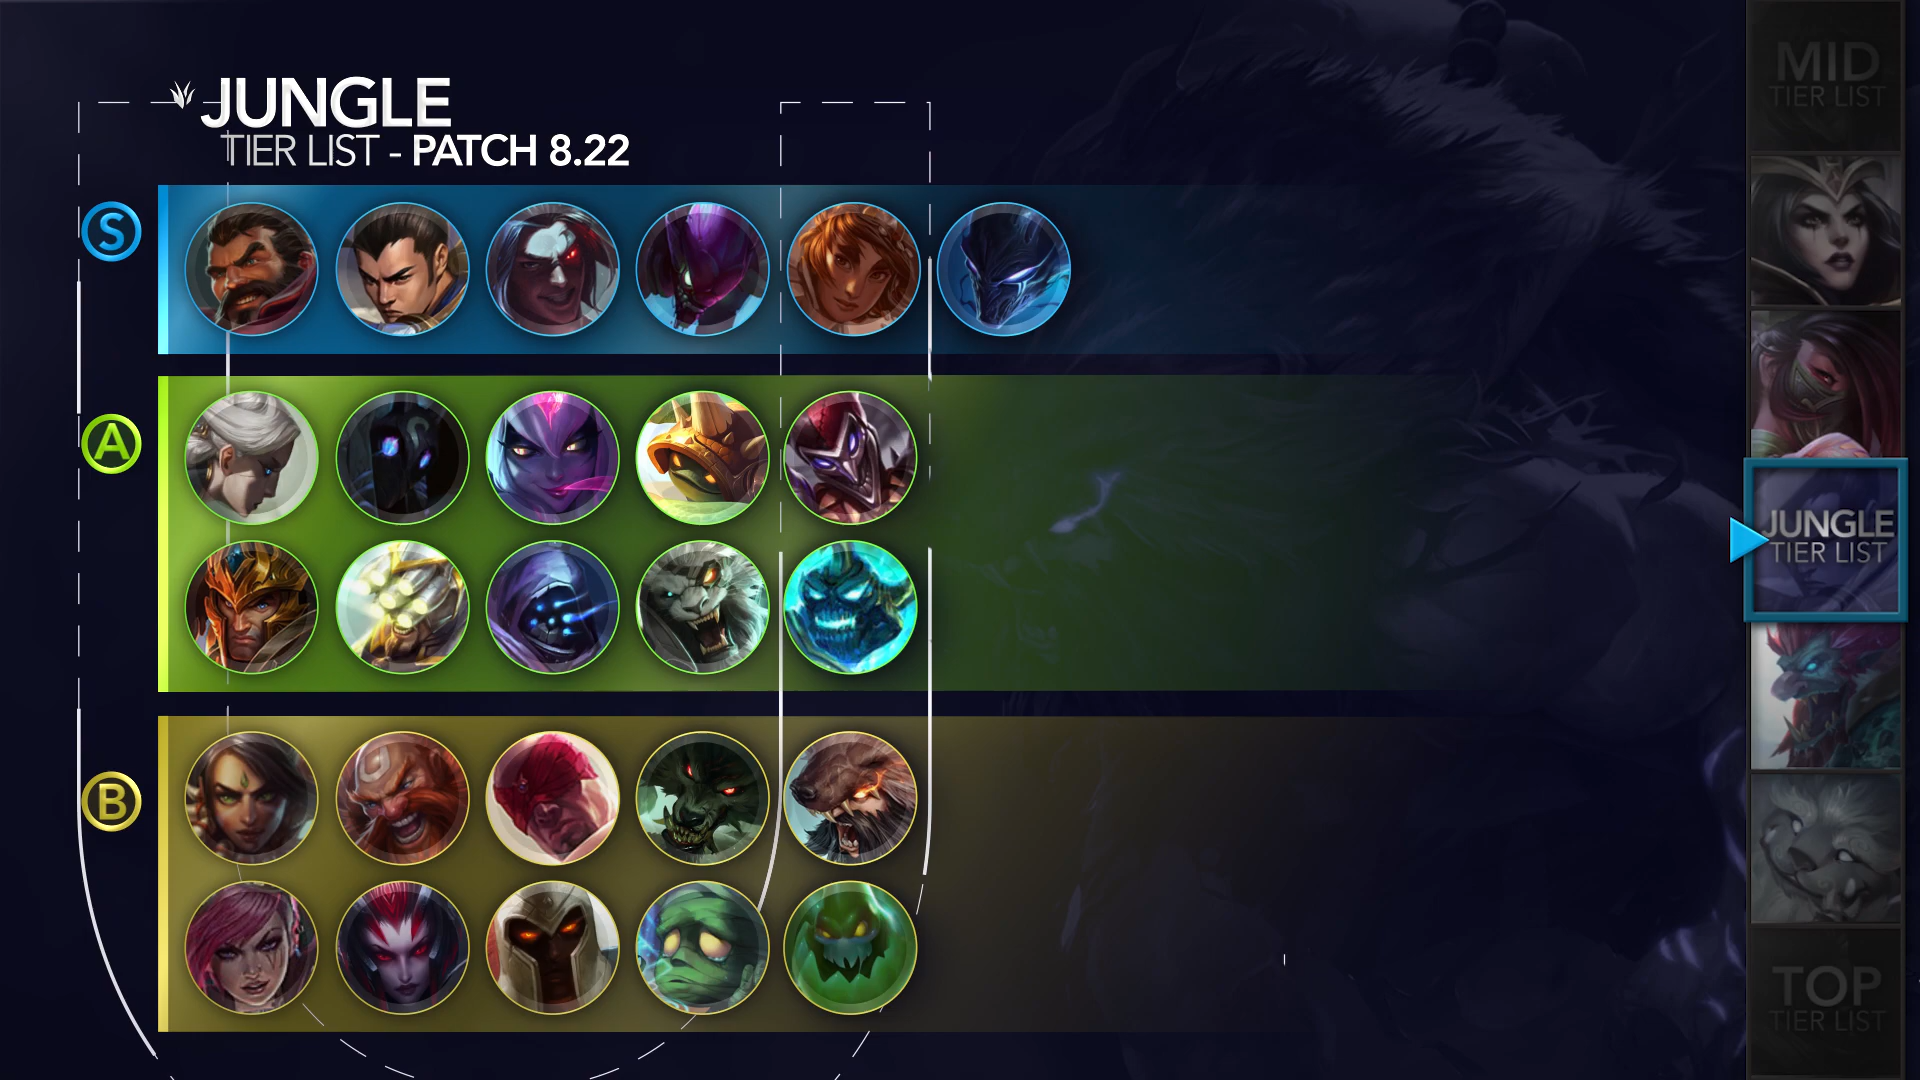 JUNGLE
TIER LIST - PATCH 8.22
S
A
B
MID
TIER LIST
JUNGLE
TIER LIST
TOP
TIER LIST